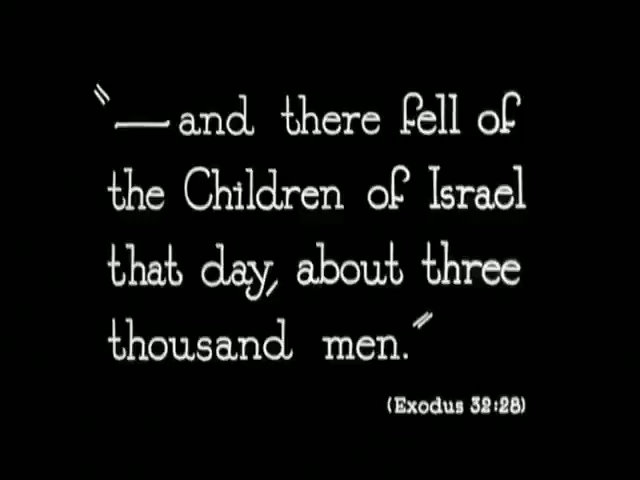 "—and there fell of
the Children of Israel
that day, about three
thousand men."
(Exodus 32:28)